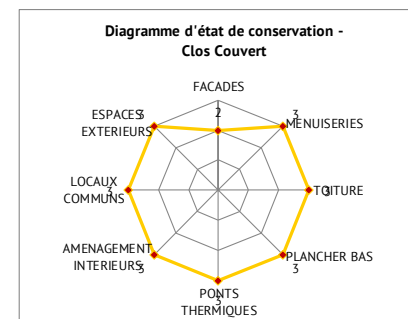 Diagramme d'état de conservation -
Clos Couvert
FACADES
2
ESPACES
EXTERIEURS
3
3
MENUISERIES
LOCAUX
COMMUNS
3
TOITURE
3
AMENAGEMENT
INTERIEURS
3
PLANCHER BAS
3
PONTS
THERMIQUES
3